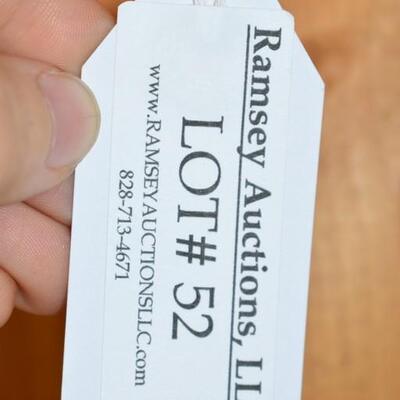 Ramsey Auctions, LL
LOT# 52
www.RAMSEYAUCTIONSLLC.com
828-713-4671